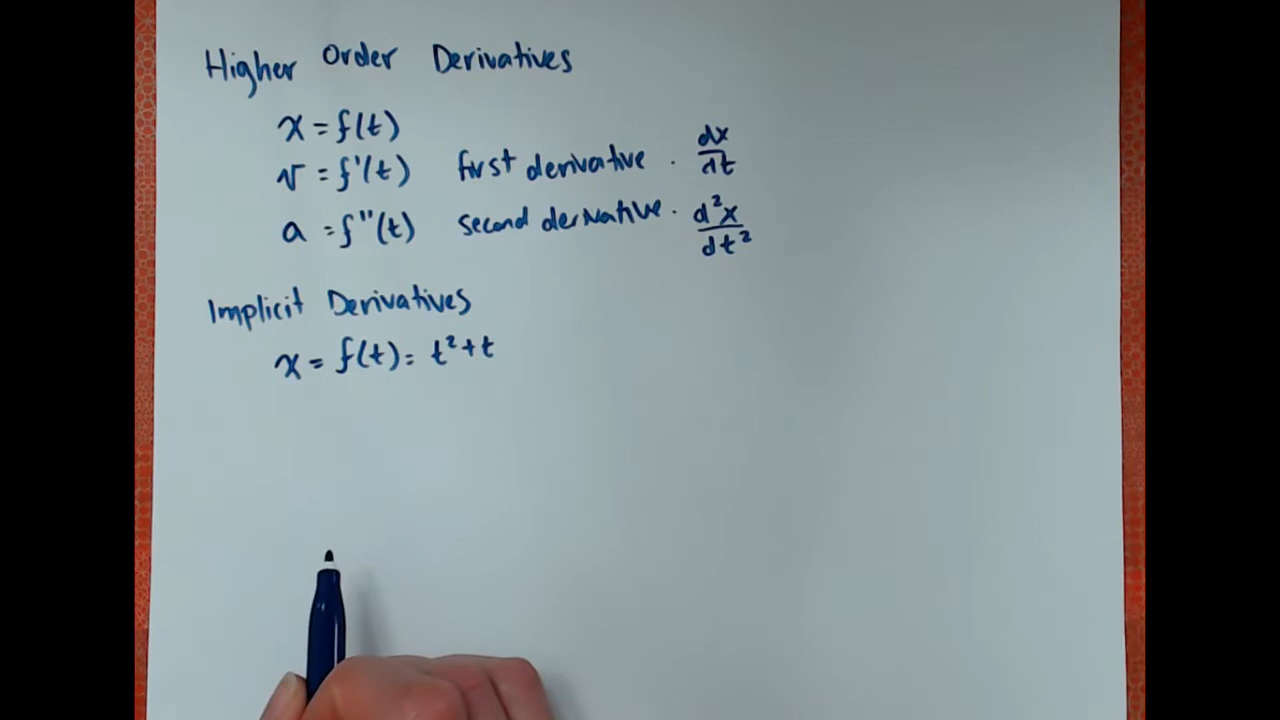 Higher Order Derivatives
x = f(t)
v = f'(t) first derivative . dx/dt
a = f"(t) second derivative . d²x/dt²
Implicit Derivatives
x = f(t) = t² + t